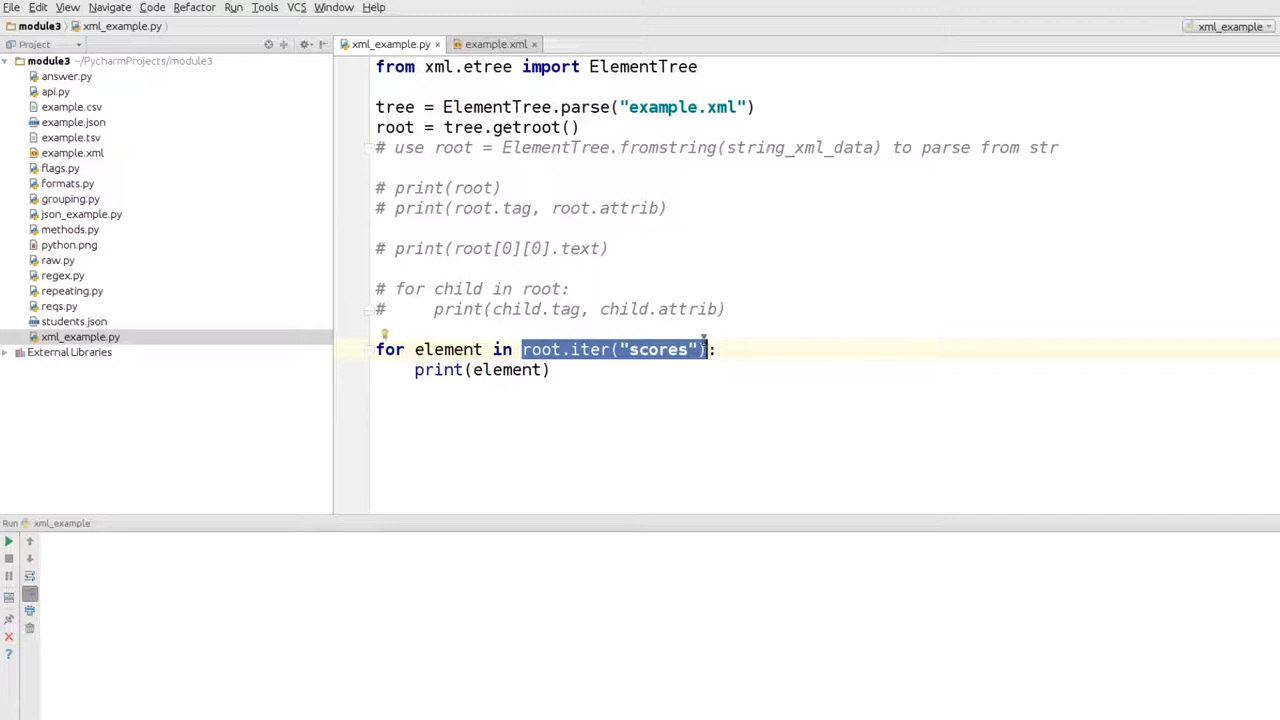 File Edit View Navigate Code Refactor Run Tools VCS Window Help
module3 xml_example.py xml_example
Project xml_example.py × example.xml ×
module3 ~/PycharmProjects/module3
answer.py
api.py
example.csv
example.json
example.tsv
example.xml
flags.py
formats.py
grouping.py
json_example.py
methods.py
python.png
raw.py
regex.py
repeating.py
reqs.py
students.json
xml_example.py
External Libraries
from xml.etree import ElementTree
tree = ElementTree.parse("example.xml")
root = tree.getroot()
# use root = ElementTree.fromstring(string_xml_data) to parse from str
# print(root)
# print(root.tag, root.attrib)
# print(root[0][0].text)
# for child in root:
#     print(child.tag, child.attrib)
for element in root.iter("scores"):
    print(element)
Run xml_example